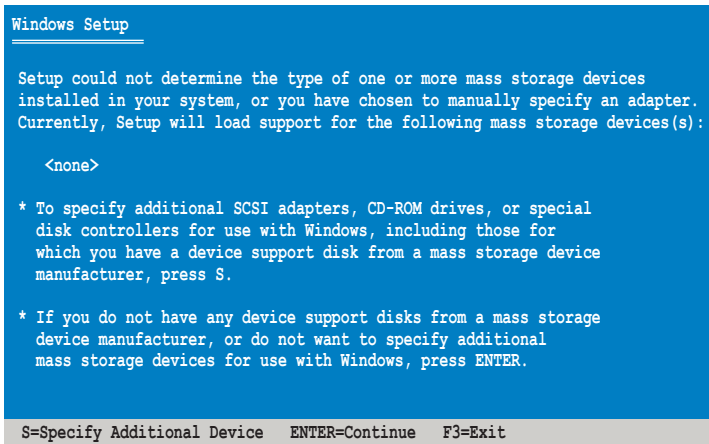 Windows Setup
Setup could not determine the type of one or more mass storage devices
installed in your system, or you have chosen to manually specify an adapter.
Currently, Setup will load support for the following mass storage devices(s):
<none>
* To specify additional SCSI adapters, CD-ROM drives, or special
disk controllers for use with Windows, including those for
which you have a device support disk from a mass storage device
manufacturer, press S.
* If you do not have any device support disks from a mass storage
device manufacturer, or do not want to specify additional
mass storage devices for use with Windows, press ENTER.
S=Specify Additional Device ENTER=Continue F3=Exit